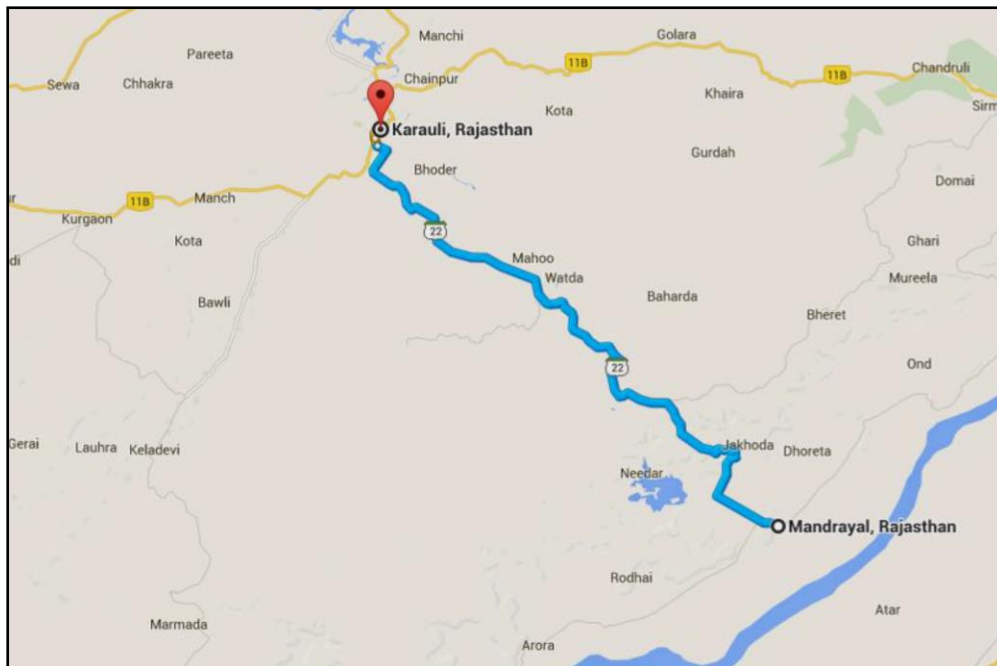 Manchi
Golara
Pareeta
11B
Chandruli
Sewa
Chhakra
Chainpur
11B
Khaira
Kota
Sirm
Karauli, Rajasthan
Gurdah
Bhoder
Domai
11B
Manch
Kurgaon
Kota
22
Ghari
di
Mahoo
Watda
Mureela
Bawli
Baharda
Bheret
22
Ond
Gerai
Lauhra
Keladevi
Jakhoda
Dhoreta
Needar
Mandrayal, Rajasthan
Rodhai
Atar
Marmada
Arora